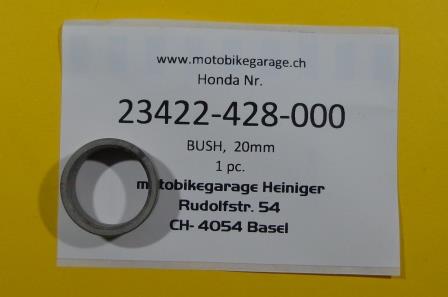 www.motobikegarage.ch
Honda Nr.
23422-428-000
BUSH, 20mm
1 pc.
motobikegarage Heiniger
Rudolfstr. 54
CH- 4054 Basel